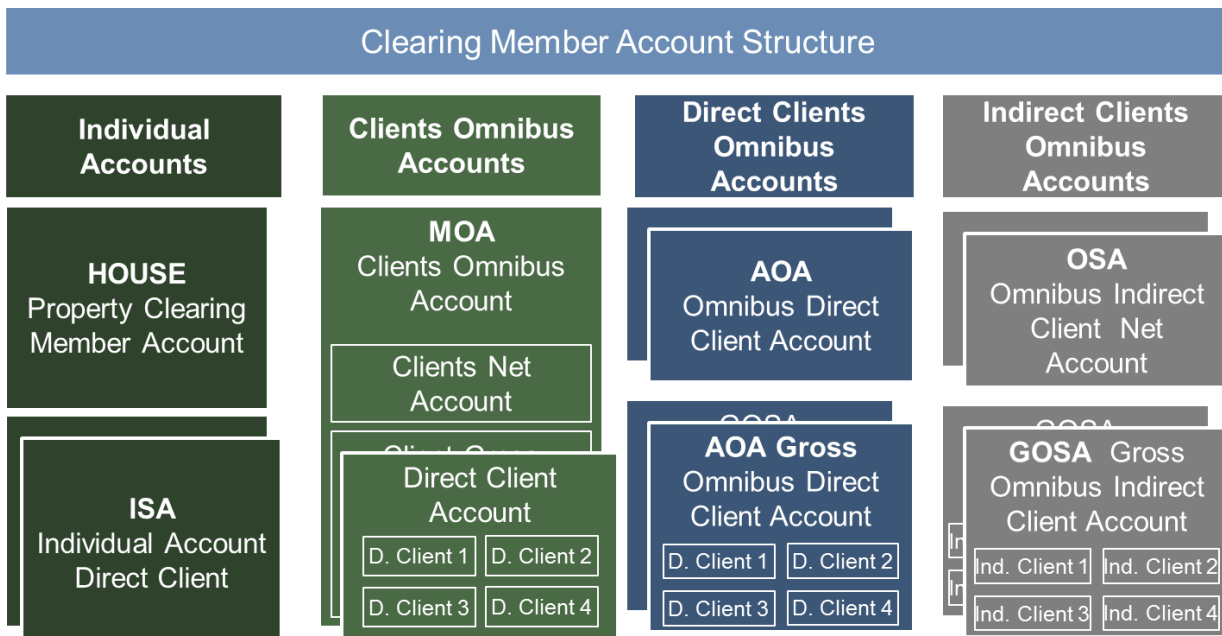 Clearing Member Account Structure
Individual
Accounts
HOUSE
Property Clearing
Member Account
ISA
Individual Account
Direct Client
Clients Omnibus
Accounts
MOA
Clients Omnibus
Account
Clients Net
Account
Direct Client
Account
D. Client 1
D. Client 2
D. Client 3
D. Client 4
Direct Clients
Omnibus
Accounts
AOA
Omnibus Direct
Client Account
AOA Gross
Omnibus Direct
Client Account
D. Client 1
D. Client 2
D. Client 3
D. Client 4
Indirect Clients
Omnibus
Accounts
OSA
Omnibus Indirect
Client Net
Account
GOSA Gross
Omnibus Indirect
Client Account
Ind. Client 1
Ind. Client 2
Ind. Client 3
Ind. Client 4